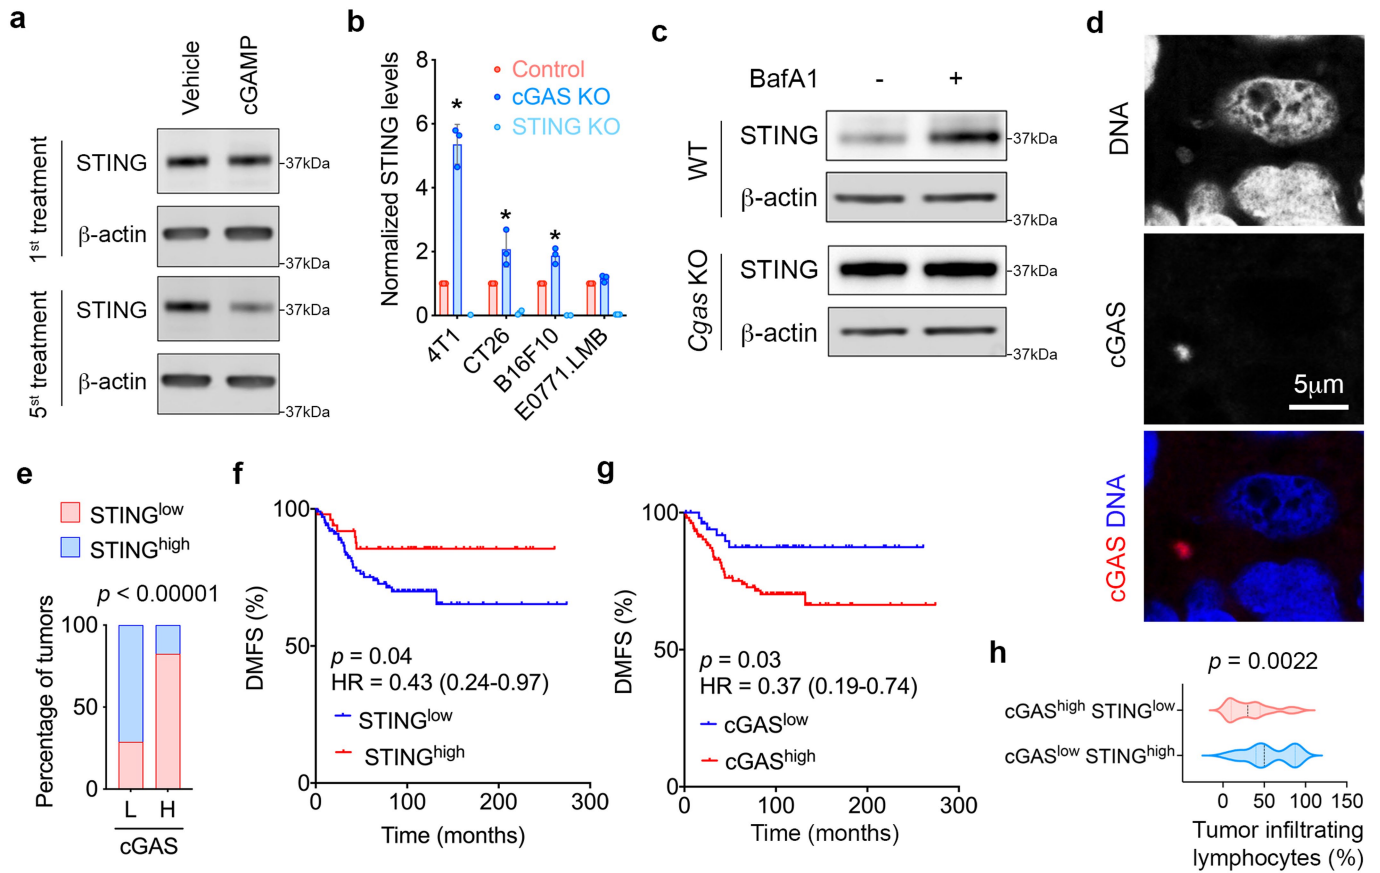 a
Vehicle
cGAMP
1st treatment
STING
-37kDa
β-actin
-37kDa
5st treatment
STING
-37kDa
β-actin
-37kDa
b
Normalized STING levels
8
6
4
2
0
Control
cGAS KO
STING KO
*
*
*
4T1
CT26
B16F10
E0771.LMB
c
BafA1
-
+
WT
STING
-37kDa
β-actin
-37kDa
Cgas KO
STING
-37kDa
β-actin
-37kDa
d
DNA
cGAS
5μm
cGAS DNA
e
STINGlow
STINGhigh
p < 0.00001
Percentage of tumors
100
50
0
L H
cGAS
f
DMFS (%)
100
50
0
p = 0.04
HR = 0.43 (0.24-0.97)
STINGlow
STINGhigh
0 100 200 300
Time (months)
g
DMFS (%)
100
50
0
p = 0.03
HR = 0.37 (0.19-0.74)
cGASlow
cGAShigh
0 100 200 300
Time (months)
h
p = 0.0022
cGAShigh STINGlow
cGASlow STINGhigh
0 50 100 150
Tumor infiltrating
lymphocytes (%)